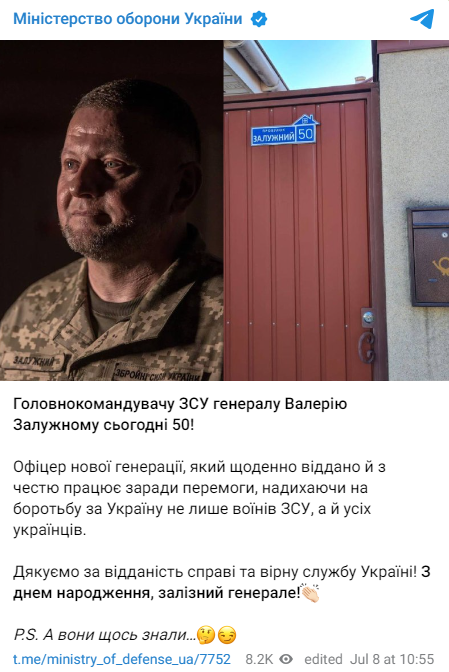 Міністерство оборони України
ПРОВУЛОК
ЗАЛУЖНИЙ 50
ЗАЛУЖНИЙ
ЗБРОЙНІ СИЛИ УКРАЇНИ
Головнокомандувачу ЗСУ генералу Валерію
Залужному сьогодні 50!
Офіцер нової генерації, який щоденно віддано й з
честю працює заради перемоги, надихаючи на
боротьбу за Україну не лише воїнів ЗСУ, а й усіх
українців.
Дякуємо за відданість справі та вірну службу Україні! З
днем народження, залізний генерале!👏🏻
P.S. А вони щось знали...🤔😏
t.me/ministry_of_defense_ua/7752 8.2K edited Jul 8 at 10:55